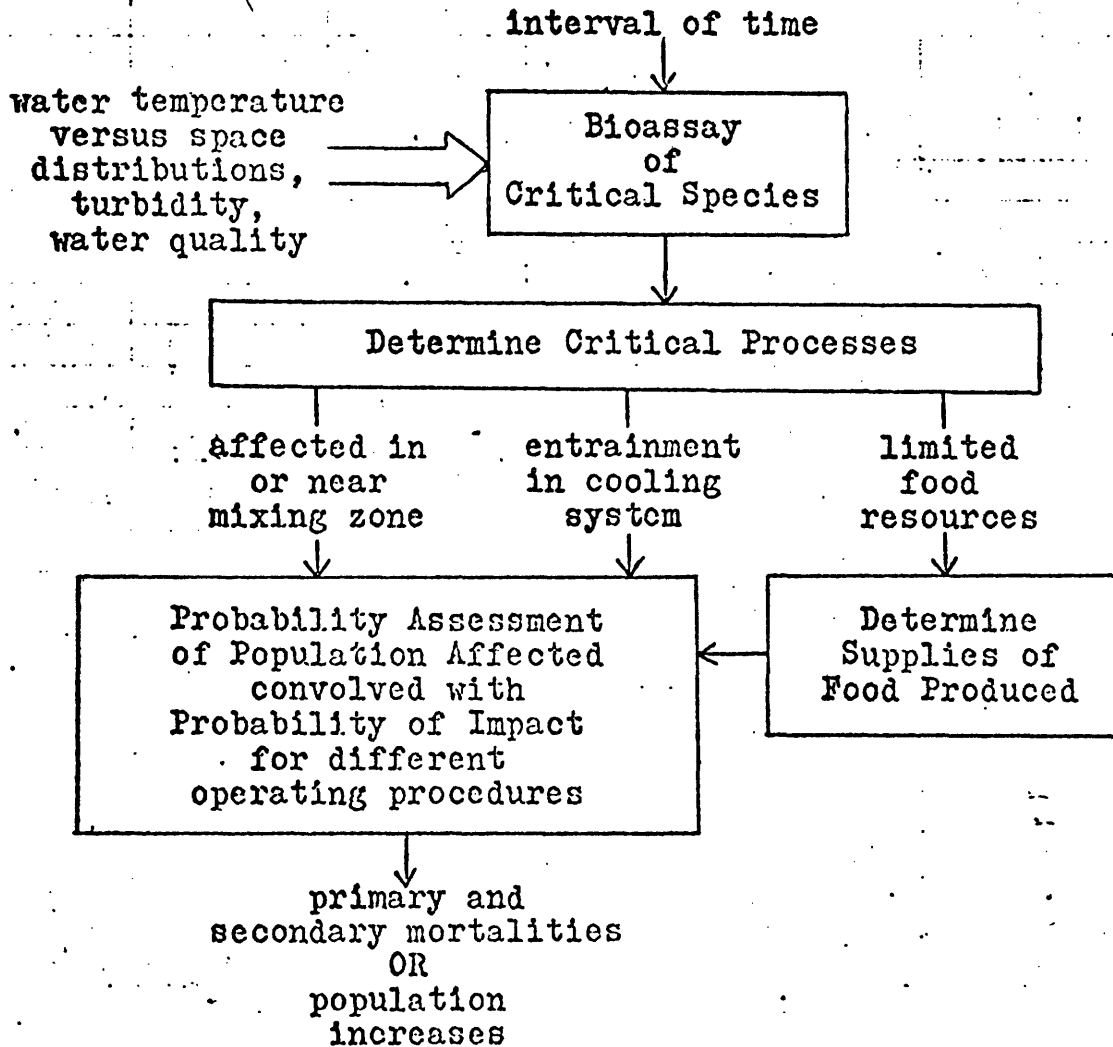 interval of time
water temperature
versus space
distributions,
turbidity,
water quality
Bioassay
of
Critical Species
Determine Critical Processes
affected in
or near
mixing zone
entrainment
in cooling
system
limited
food
resources
Probability Assessment
of Population Affected
convolved with
Probability of Impact
for different
operating procedures
Determine
Supplies of
Food Produced
primary and
secondary mortalities
OR
population
increases